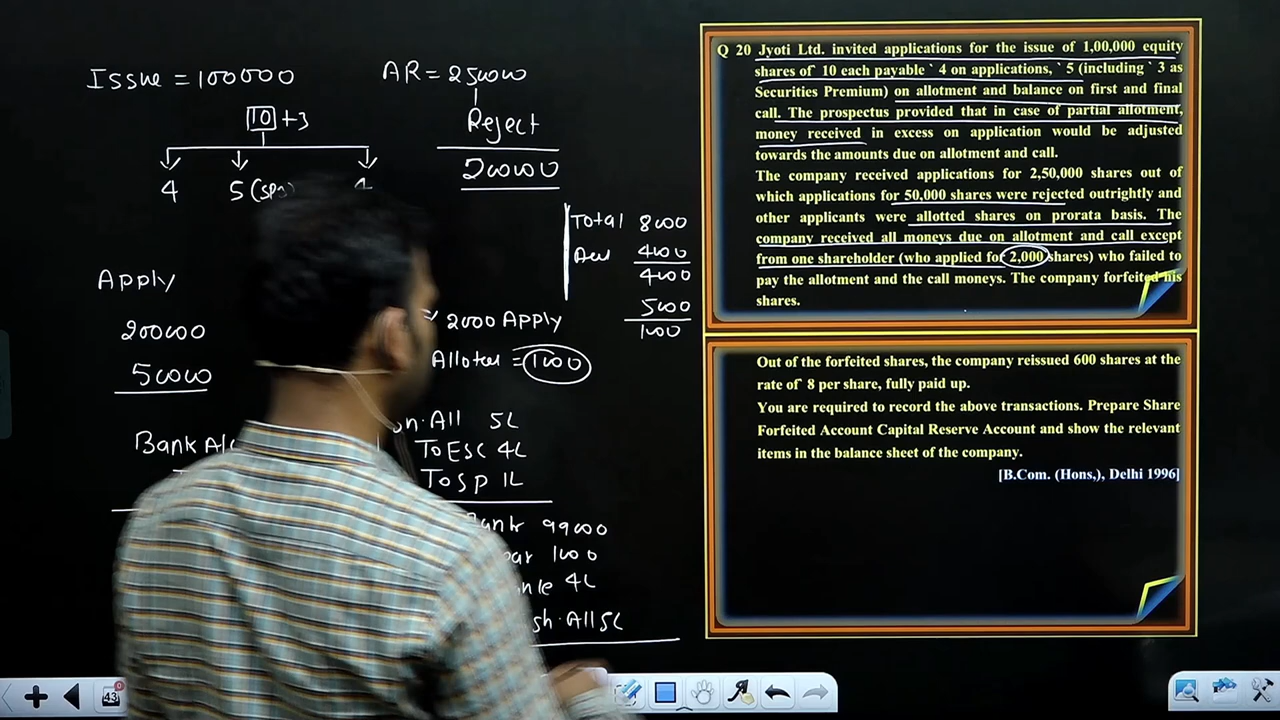 Issue = 100000
AR = 250000
Reject
200000
10 +3
4 5 (SP3) 4
Apply
200000
50000
Total 8000
Adv 4000
4000
5000
1000
2000 Apply
Alloted = 1000
Bank A/c
All 5L
To ESC 4L
To SP 1L
Bank 99000
1000
4L
sh. All 5L
Q 20 Jyoti Ltd. invited applications for the issue of 1,00,000 equity
shares of 10 each payable ` 4 on applications, ` 5 (including ` 3 as
Securities Premium) on allotment and balance on first and final
call. The prospectus provided that in case of partial allotment,
money received in excess on application would be adjusted
towards the amounts due on allotment and call.
The company received applications for 2,50,000 shares out of
which applications for 50,000 shares were rejected outrightly and
other applicants were allotted shares on prorata basis. The
company received all moneys due on allotment and call except
from one shareholder (who applied for 2,000 shares) who failed to
pay the allotment and the call moneys. The company forfeited his
shares.
Out of the forfeited shares, the company reissued 600 shares at the
rate of ` 8 per share, fully paid up.
You are required to record the above transactions. Prepare Share
Forfeited Account Capital Reserve Account and show the relevant
items in the balance sheet of the company.
[B.Com. (Hons,), Delhi 1996]
43